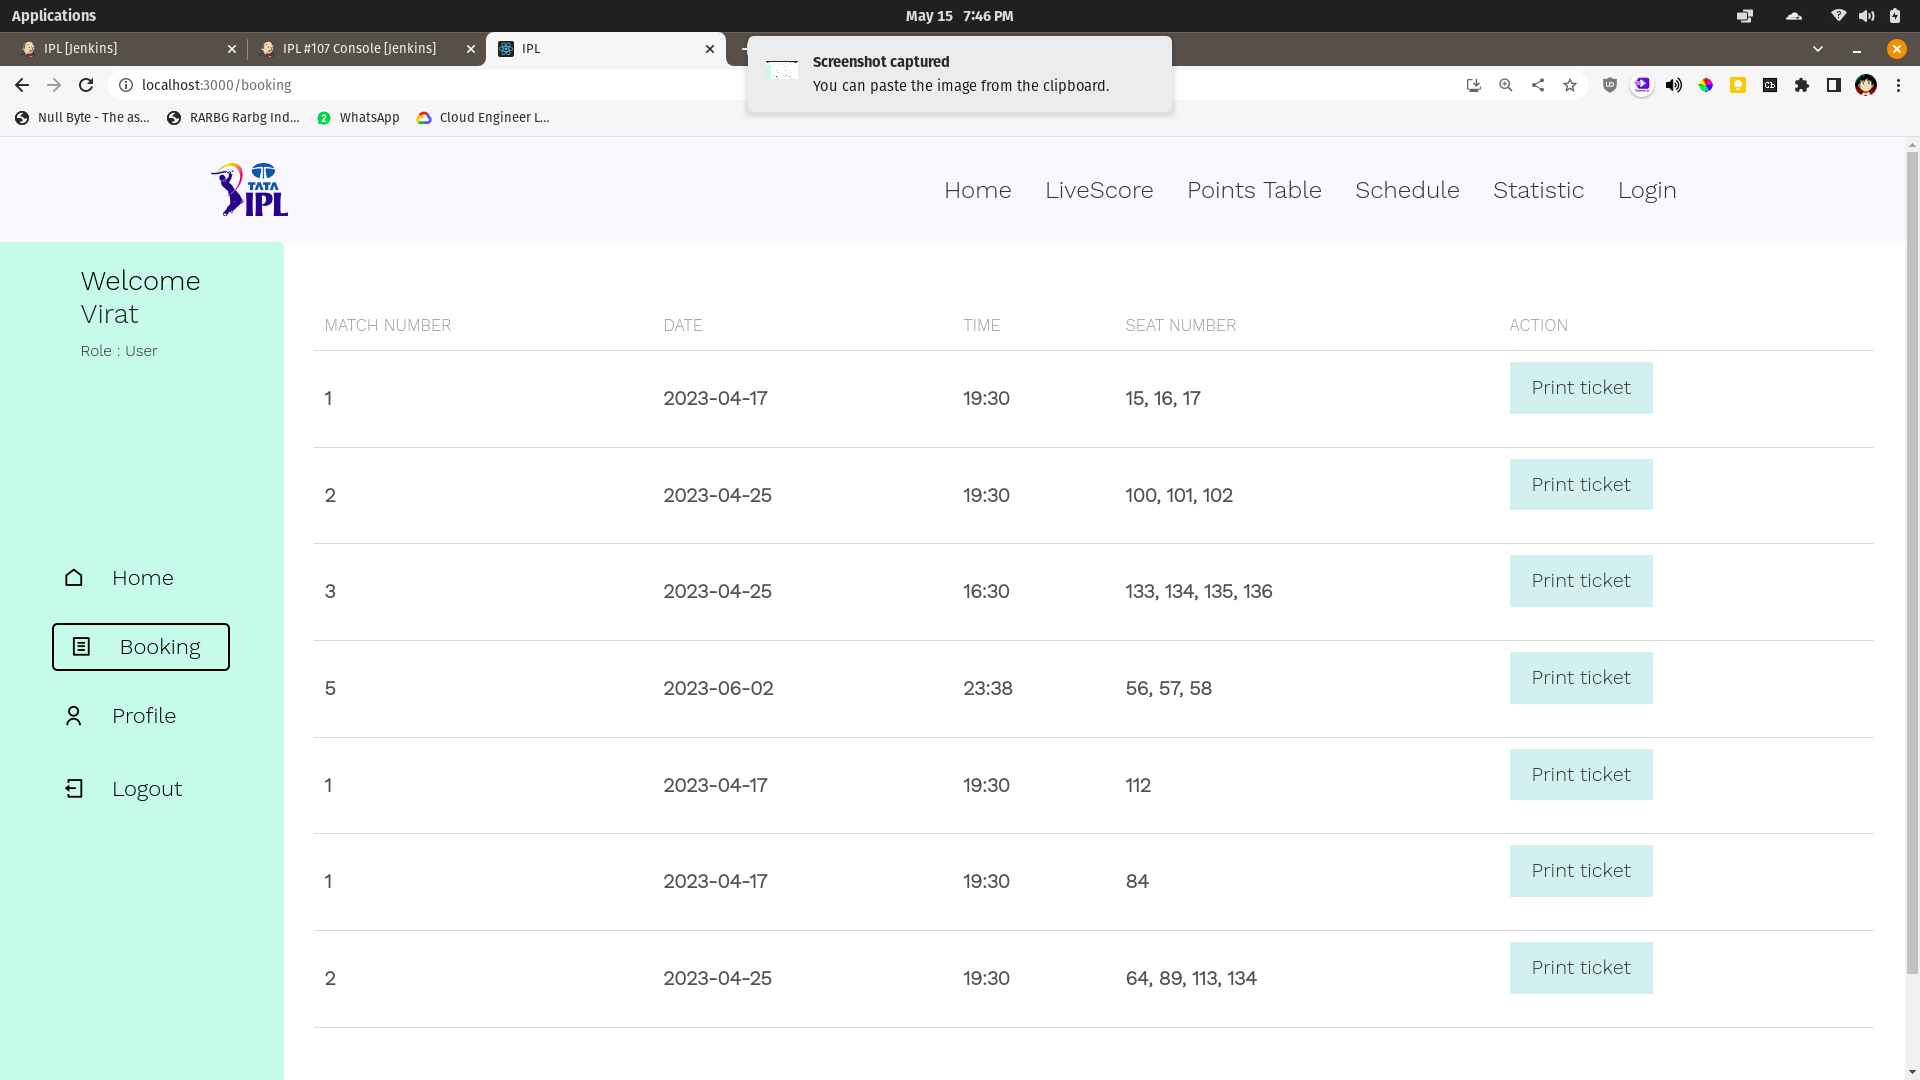 Applications
May 15 7:46 PM
IPL [Jenkins]
IPL #107 Console [Jenkins]
IPL
Screenshot captured
You can paste the image from the clipboard.
localhost:3000/booking
Null Byte - The as...
RARBG Rarbg Ind...
2
WhatsApp
Cloud Engineer L...
TATA
IPL
Home
LiveScore
Points Table
Schedule
Statistic
Login
Welcome
Virat
Role : User
Home
Booking
Profile
Logout
MATCH NUMBER DATE TIME SEAT NUMBER ACTION
1 2023-04-17 19:30 15, 16, 17 Print ticket
2 2023-04-25 19:30 100, 101, 102 Print ticket
3 2023-04-25 16:30 133, 134, 135, 136 Print ticket
5 2023-06-02 23:38 56, 57, 58 Print ticket
1 2023-04-17 19:30 112 Print ticket
1 2023-04-17 19:30 84 Print ticket
2 2023-04-25 19:30 64, 89, 113, 134 Print ticket